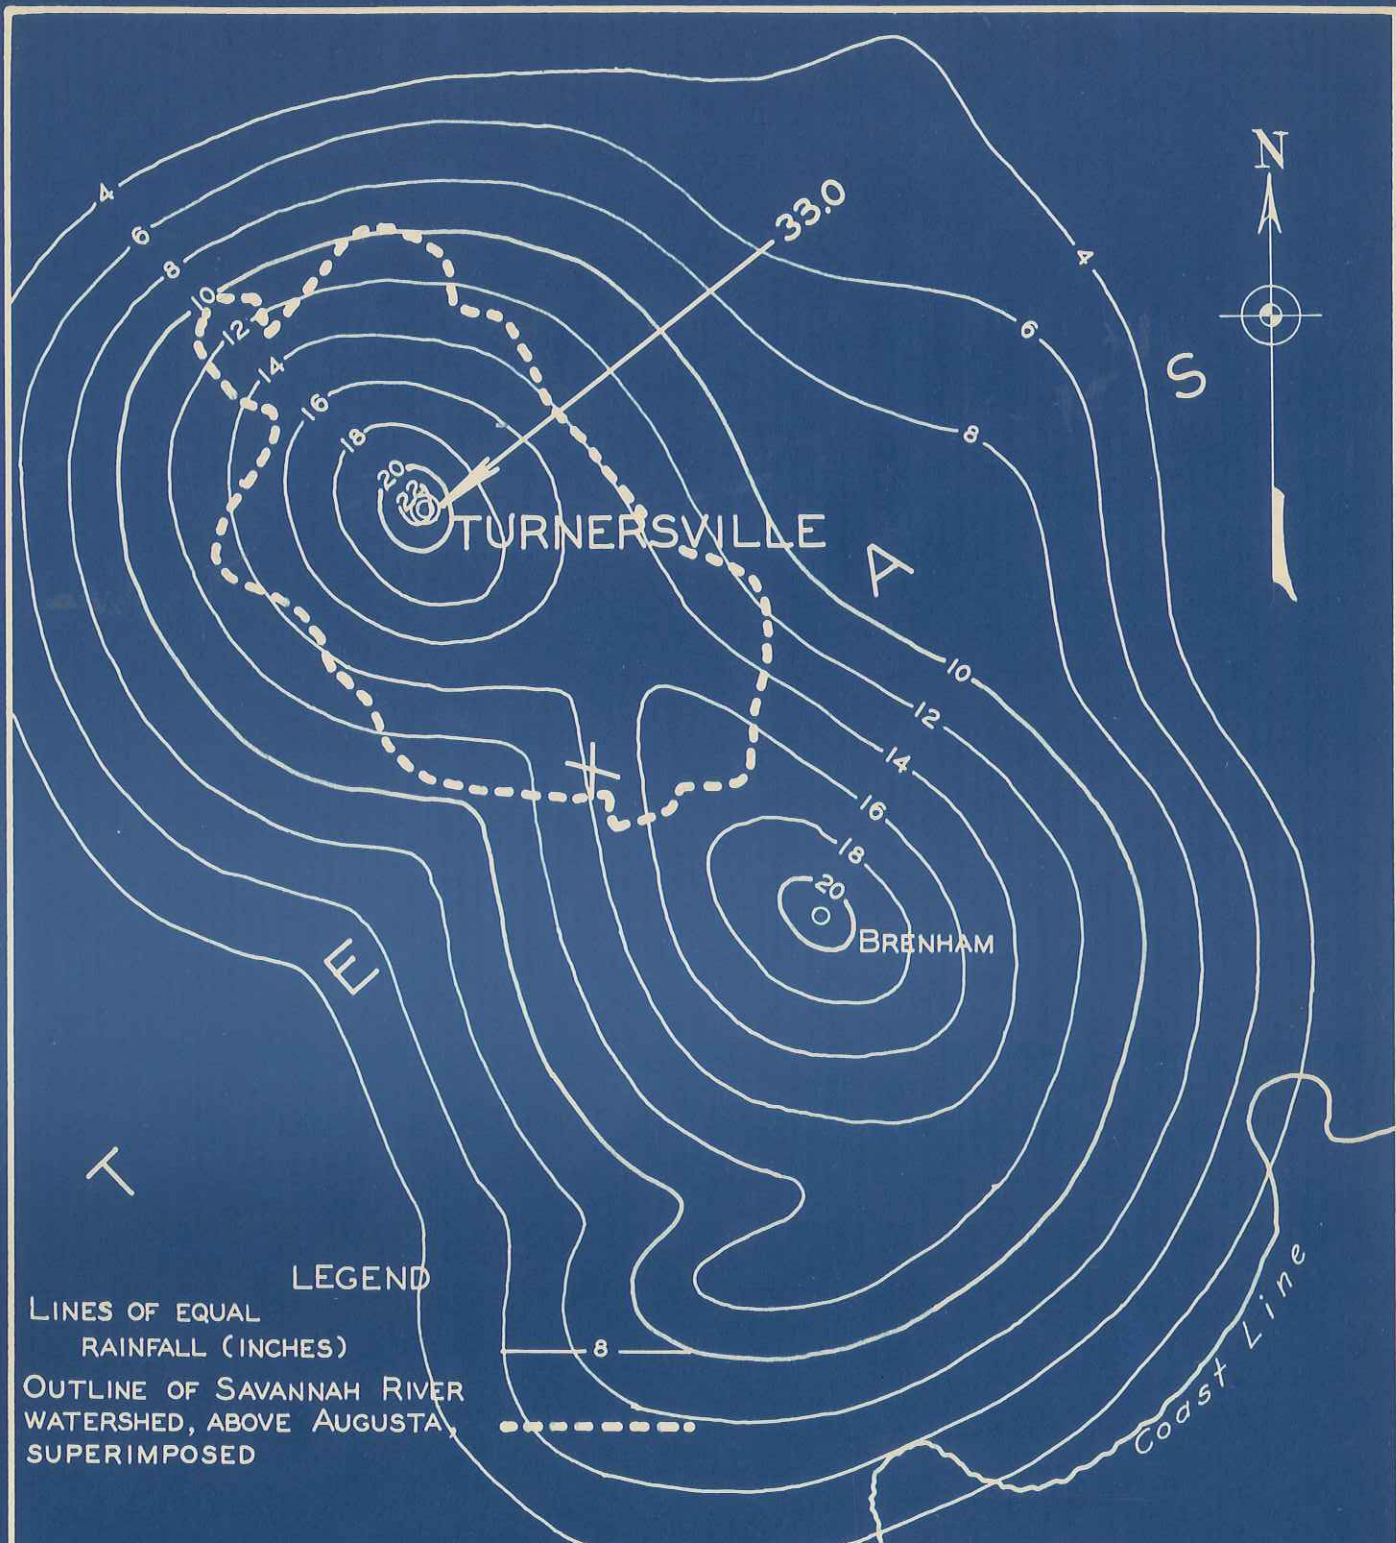 N
33.0
4
6
8
10
12
14
16
18
20
22
4
6
8
S
TURNERSVILLE
A
10
12
14
16
18
20
BRENHAM
E
T
LEGEND
LINES OF EQUAL
RAINFALL (INCHES)
8
OUTLINE OF SAVANNAH RIVER
WATERSHED, ABOVE AUGUSTA,
SUPERIMPOSED
Coast Line